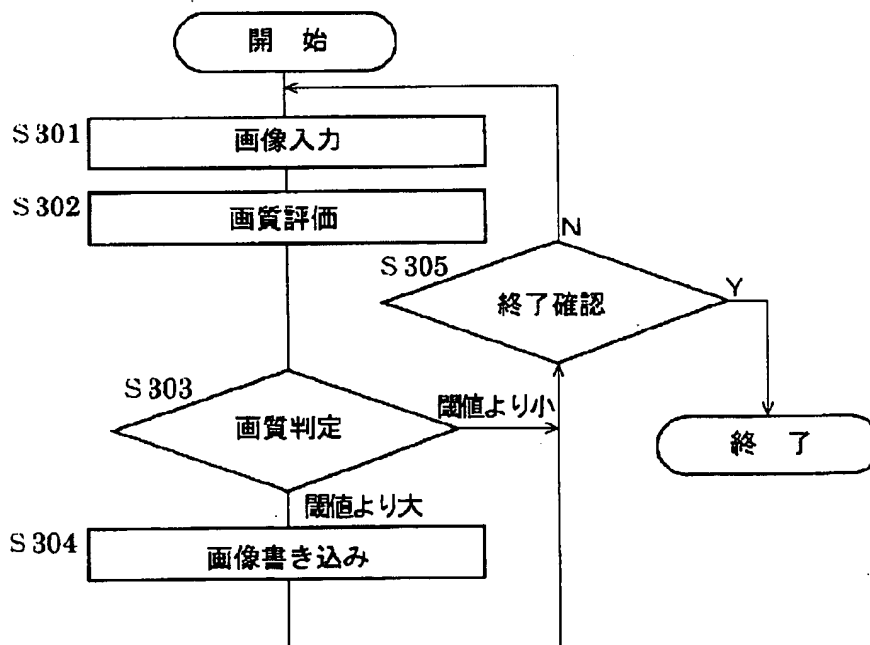 開 始
S301
画像入力
S302
画質評価
N
S305
終了確認
Y
S303
画質判定
閾値より小
終 了
閾値より大
S304
画像書き込み